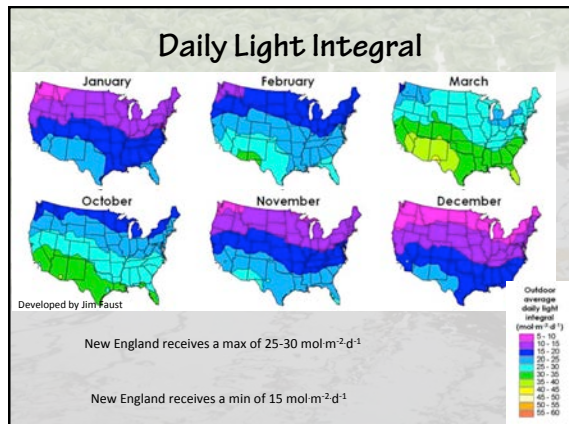 Daily Light Integral
January
February
March
October
November
December
Developed by Jim Faust
Outdoor
average
daily light
integral
(mol·m⁻²·d⁻¹)
5 - 10
10 - 15
15 - 20
20 - 25
25 - 30
30 - 35
35 - 40
40 - 45
45 - 50
50 - 55
55 - 60
New England receives a max of 25-30 mol·m⁻²·d⁻¹
New England receives a min of 15 mol·m⁻²·d⁻¹